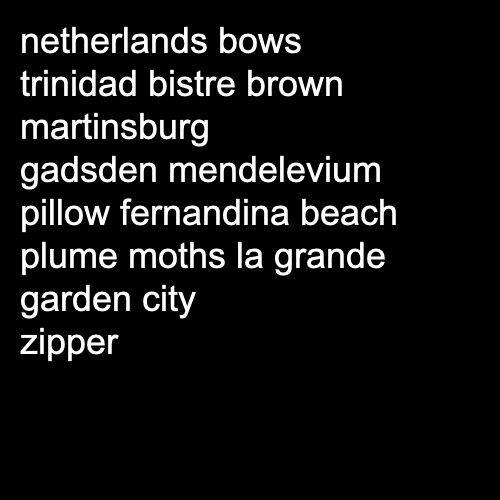 netherlands bows
trinidad bistre brown
martinsburg
gadsden mendelevium
pillow fernandina beach
plume moths la grande
garden city
zipper